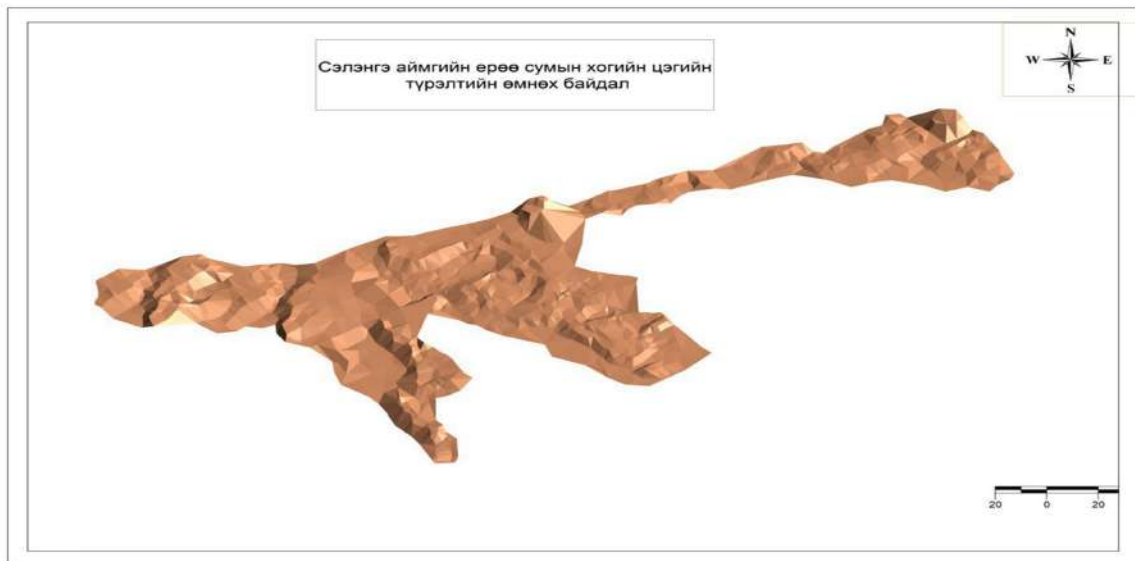 Сэлэнгэ аймгийн ерөө сумын хогийн цэгийн
түрэлтийн өмнөх байдал
N
W E
S
20 0 20